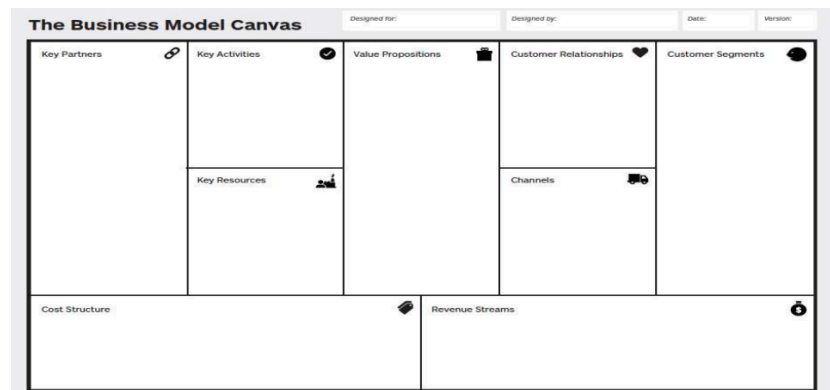 The Business Model Canvas
Designed for:
Designed by:
Date:
Version:
Key Partners
Key Activities
Value Propositions
Customer Relationships
Customer Segments
Key Resources
Channels
Cost Structure
Revenue Streams